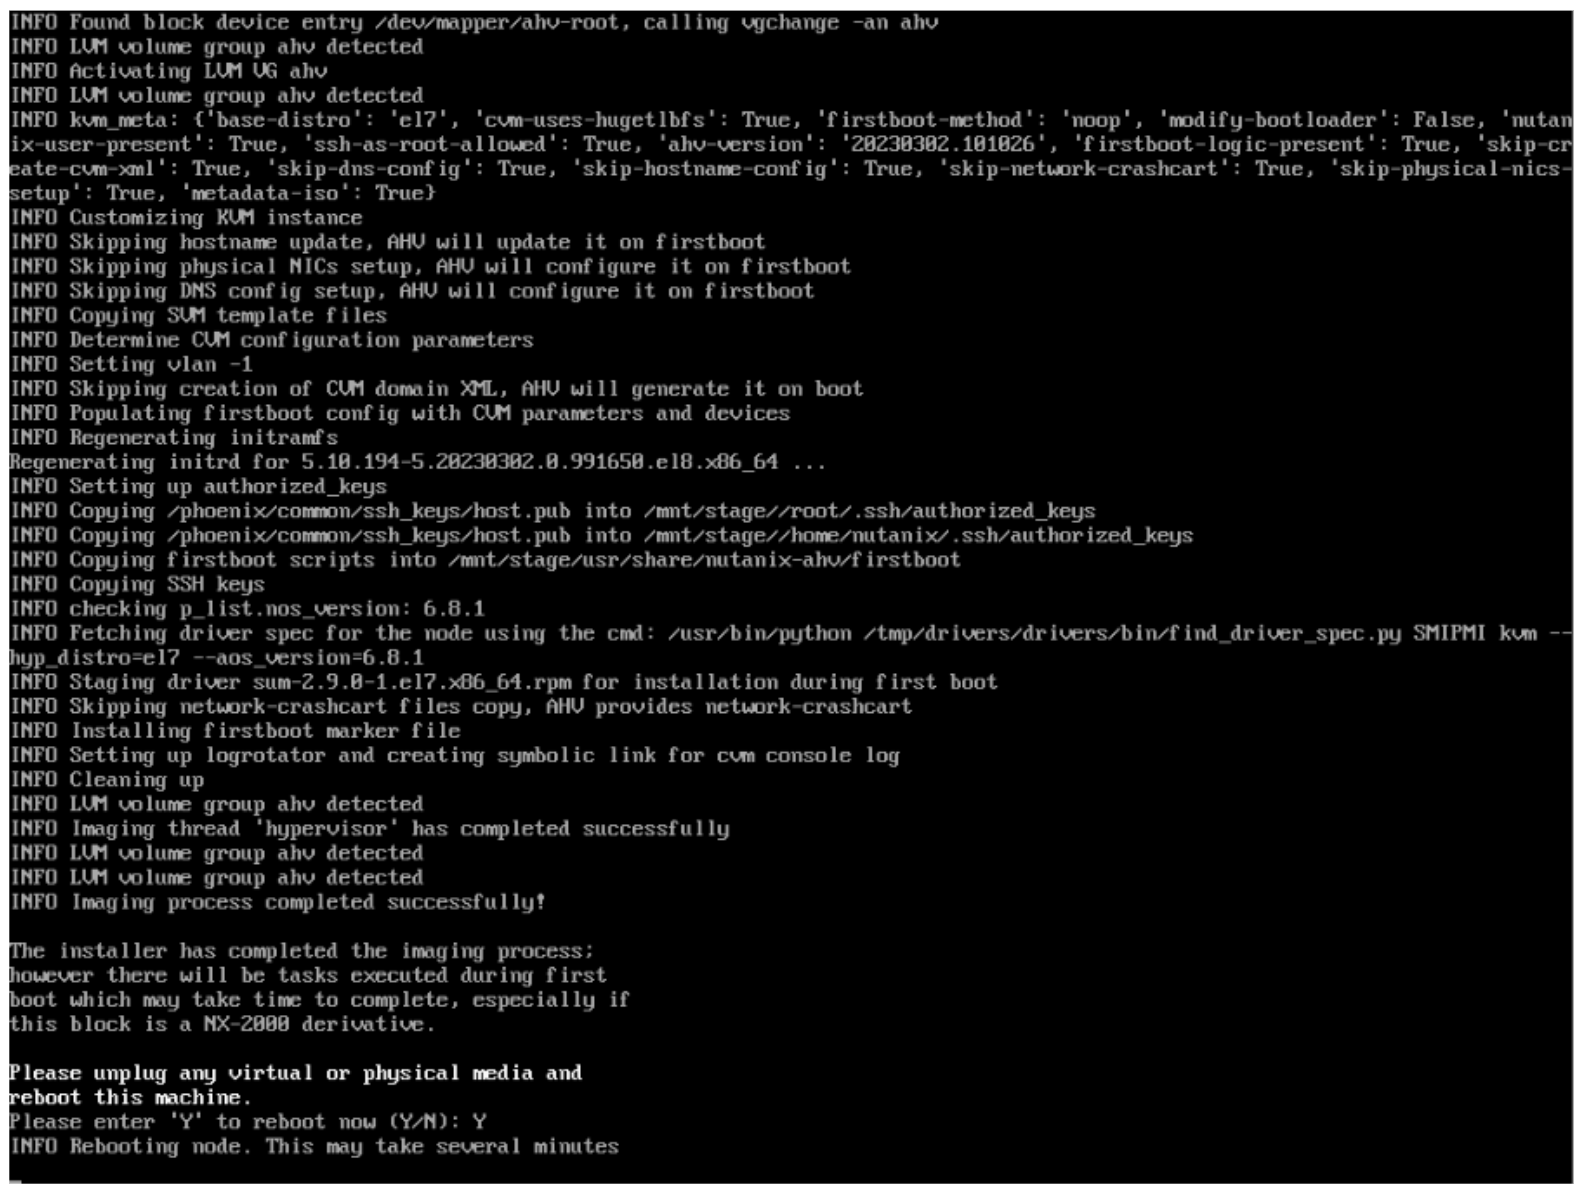 INFO Found block device entry /dev/mapper/ahv-root, calling vgchange -an ahv
INFO LVM volume group ahv detected
INFO Activating LVM VG ahv
INFO LVM volume group ahv detected
INFO kvm_meta: {'base-distro': 'el7', 'cvm-uses-hugetlbfs': True, 'firstboot-method': 'noop', 'modify-bootloader': False, 'nutan
ix-user-present': True, 'ssh-as-root-allowed': True, 'ahv-version': '20230302.101026', 'firstboot-logic-present': True, 'skip-cr
eate-cvm-xml': True, 'skip-dns-config': True, 'skip-hostname-config': True, 'skip-network-crashcart': True, 'skip-physical-nics-
setup': True, 'metadata-iso': True}
INFO Customizing KVM instance
INFO Skipping hostname update, AHV will update it on firstboot
INFO Skipping physical NICs setup, AHV will configure it on firstboot
INFO Skipping DNS config setup, AHV will configure it on firstboot
INFO Copying SVM template files
INFO Determine CVM configuration parameters
INFO Setting vlan -1
INFO Skipping creation of CVM domain XML, AHV will generate it on boot
INFO Populating firstboot config with CVM parameters and devices
INFO Regenerating initramfs
Regenerating initrd for 5.10.194-5.20230302.0.991650.el8.x86_64 ...
INFO Setting up authorized_keys
INFO Copying /phoenix/common/ssh_keys/host.pub into /mnt/stage//root/.ssh/authorized_keys
INFO Copying /phoenix/common/ssh_keys/host.pub into /mnt/stage//home/nutanix/.ssh/authorized_keys
INFO Copying firstboot scripts into /mnt/stage/usr/share/nutanix-ahv/firstboot
INFO Copying SSH keys
INFO checking p_list.nos_version: 6.8.1
INFO Fetching driver spec for the node using the cmd: /usr/bin/python /tmp/drivers/drivers/bin/find_driver_spec.py SMIPMI kvm --
hyp_distro=el7 --aos_version=6.8.1
INFO Staging driver sum-2.9.0-1.el7.x86_64.rpm for installation during first boot
INFO Skipping network-crashcart files copy, AHV provides network-crashcart
INFO Installing firstboot marker file
INFO Setting up logrotator and creating symbolic link for cvm console log
INFO Cleaning up
INFO LVM volume group ahv detected
INFO Imaging thread 'hypervisor' has completed successfully
INFO LVM volume group ahv detected
INFO LVM volume group ahv detected
INFO Imaging process completed successfully!
The installer has completed the imaging process;
however there will be tasks executed during first
boot which may take time to complete, especially if
this block is a NX-2000 derivative.
Please unplug any virtual or physical media and
reboot this machine.
Please enter 'Y' to reboot now (Y/N): Y
INFO Rebooting node. This may take several minutes